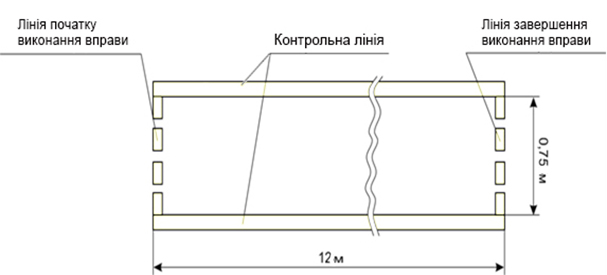 Лінія початку
виконання вправи
Контрольна лінія
Лінія завершення
виконання вправи
0,75 м
12 м